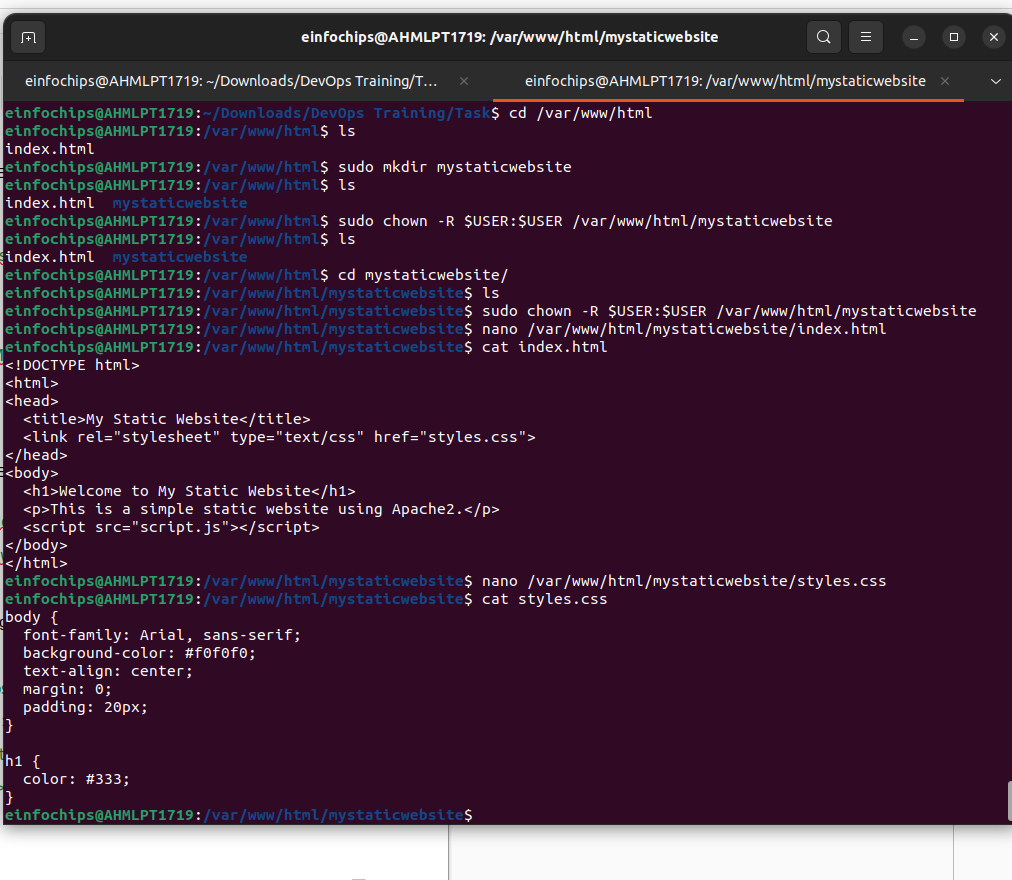 einfochips@AHMLPT1719: /var/www/html/mystaticwebsite
einfochips@AHMLPT1719: ~/Downloads/DevOps Training/T...
einfochips@AHMLPT1719: /var/www/html/mystaticwebsite
einfochips@AHMLPT1719:~/Downloads/DevOps Training/Task$ cd /var/www/html
einfochips@AHMLPT1719:/var/www/html$ ls
index.html
einfochips@AHMLPT1719:/var/www/html$ sudo mkdir mystaticwebsite
einfochips@AHMLPT1719:/var/www/html$ ls
index.html  mystaticwebsite
einfochips@AHMLPT1719:/var/www/html$ sudo chown -R $USER:$USER /var/www/html/mystaticwebsite
einfochips@AHMLPT1719:/var/www/html$ ls
index.html  mystaticwebsite
einfochips@AHMLPT1719:/var/www/html$ cd mystaticwebsite/
einfochips@AHMLPT1719:/var/www/html/mystaticwebsite$ ls
einfochips@AHMLPT1719:/var/www/html/mystaticwebsite$ sudo chown -R $USER:$USER /var/www/html/mystaticwebsite
einfochips@AHMLPT1719:/var/www/html/mystaticwebsite$ nano /var/www/html/mystaticwebsite/index.html
einfochips@AHMLPT1719:/var/www/html/mystaticwebsite$ cat index.html
<!DOCTYPE html>
<html>
<head>
  <title>My Static Website</title>
  <link rel="stylesheet" type="text/css" href="styles.css">
</head>
<body>
  <h1>Welcome to My Static Website</h1>
  <p>This is a simple static website using Apache2.</p>
  <script src="script.js"></script>
</body>
</html>
einfochips@AHMLPT1719:/var/www/html/mystaticwebsite$ nano /var/www/html/mystaticwebsite/styles.css
einfochips@AHMLPT1719:/var/www/html/mystaticwebsite$ cat styles.css
body {
  font-family: Arial, sans-serif;
  background-color: #f0f0f0;
  text-align: center;
  margin: 0;
  padding: 20px;
}
h1 {
  color: #333;
}
einfochips@AHMLPT1719:/var/www/html/mystaticwebsite$